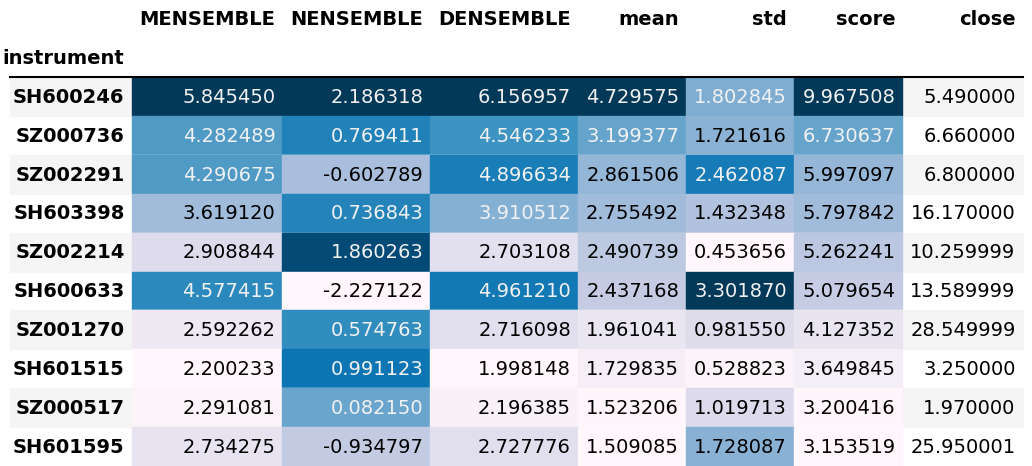 MENSEMBLE NENSEMBLE DENSEMBLE mean std score close
instrument
SH600246 5.845450 2.186318 6.156957 4.729575 1.802845 9.967508 5.490000
SZ000736 4.282489 0.769411 4.546233 3.199377 1.721616 6.730637 6.660000
SZ002291 4.290675 -0.602789 4.896634 2.861506 2.462087 5.997097 6.800000
SH603398 3.619120 0.736843 3.910512 2.755492 1.432348 5.797842 16.170000
SZ002214 2.908844 1.860263 2.703108 2.490739 0.453656 5.262241 10.259999
SH600633 4.577415 -2.227122 4.961210 2.437168 3.301870 5.079654 13.589999
SZ001270 2.592262 0.574763 2.716098 1.961041 0.981550 4.127352 28.549999
SH601515 2.200233 0.991123 1.998148 1.729835 0.528823 3.649845 3.250000
SZ000517 2.291081 0.082150 2.196385 1.523206 1.019713 3.200416 1.970000
SH601595 2.734275 -0.934797 2.727776 1.509085 1.728087 3.153519 25.950001